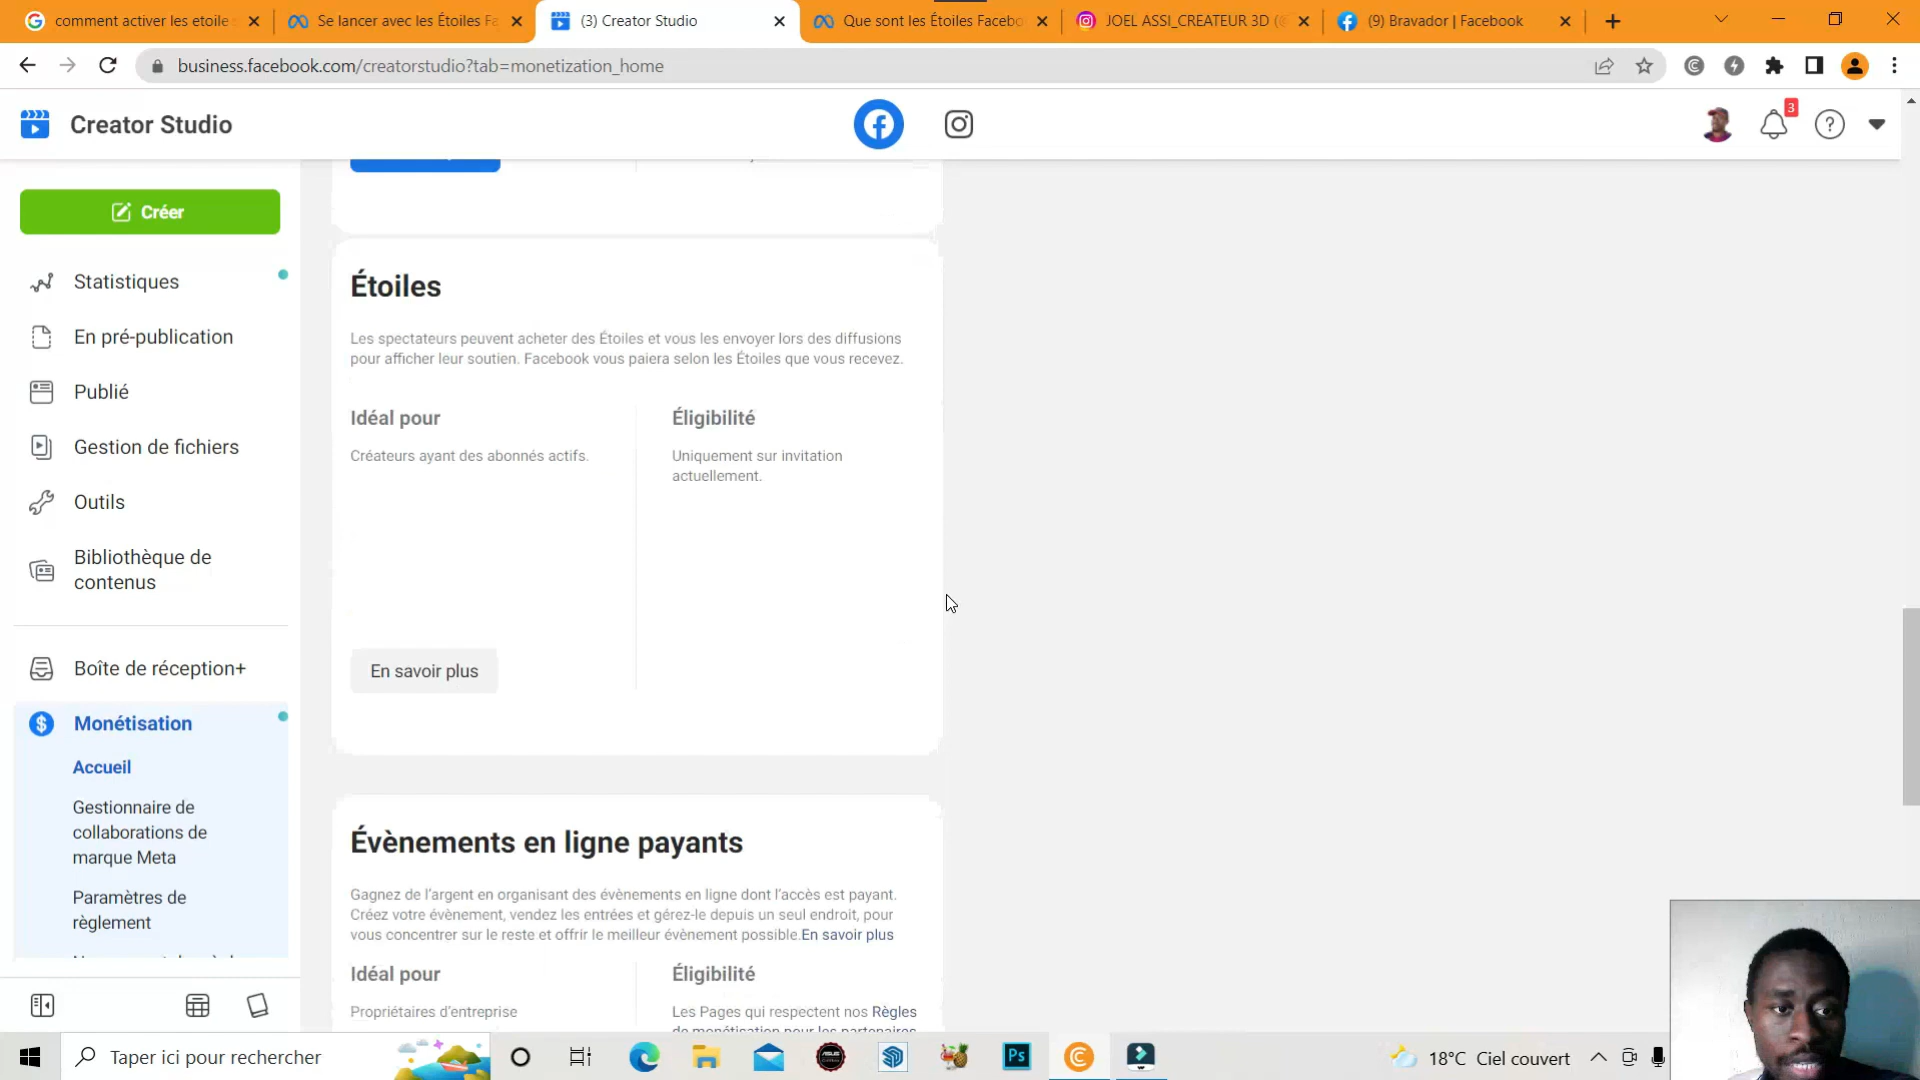 comment activer les etoile
Se lancer avec les Étoiles Fa
(3) Creator Studio
Que sont les Étoiles Facebo
JOEL ASSI_CREATEUR 3D (@
(9) Bravador | Facebook
business.facebook.com/creatorstudio?tab=monetization_home
Creator Studio
3
Créer
Statistiques
En pré-publication
Publié
Gestion de fichiers
Outils
Bibliothèque de
contenus
Boîte de réception+
Monétisation
Accueil
Gestionnaire de
collaborations de
marque Meta
Paramètres de
règlement
Étoiles
Les spectateurs peuvent acheter des Étoiles et vous les envoyer lors des diffusions
pour afficher leur soutien. Facebook vous paiera selon les Étoiles que vous recevez.
Idéal pour
Créateurs ayant des abonnés actifs.
Éligibilité
Uniquement sur invitation
actuellement.
En savoir plus
Évènements en ligne payants
Gagnez de l'argent en organisant des évènements en ligne dont l'accès est payant.
Créez votre évènement, vendez les entrées et gérez-le depuis un seul endroit, pour
vous concentrer sur le reste et offrir le meilleur évènement possible.En savoir plus
Idéal pour
Propriétaires d'entreprise
Éligibilité
Les Pages qui respectent nos Règles
de monétisation pour les partenaires
Taper ici pour rechercher
ASUS
Ps
18°C Ciel couvert